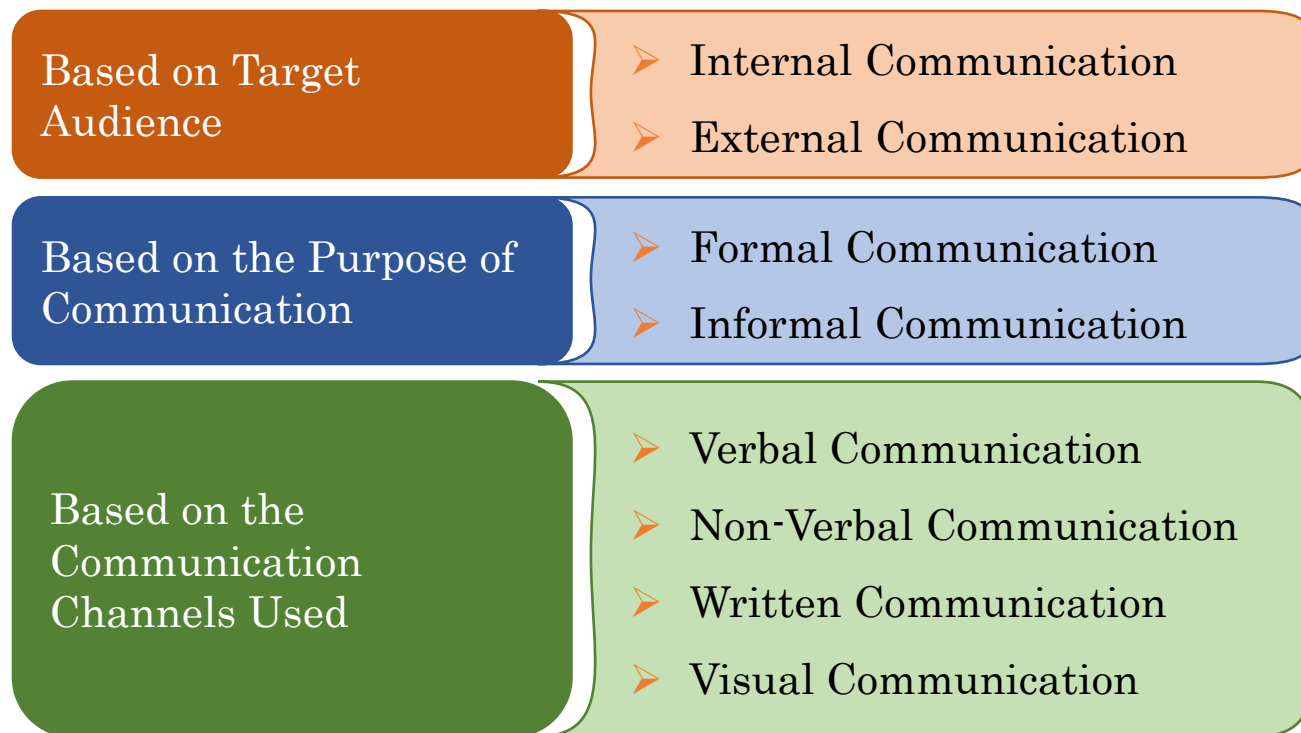 Based on Target
Audience
Internal Communication
External Communication
Based on the Purpose of
Communication
Formal Communication
Informal Communication
Based on the
Communication
Channels Used
Verbal Communication
Non-Verbal Communication
Written Communication
Visual Communication